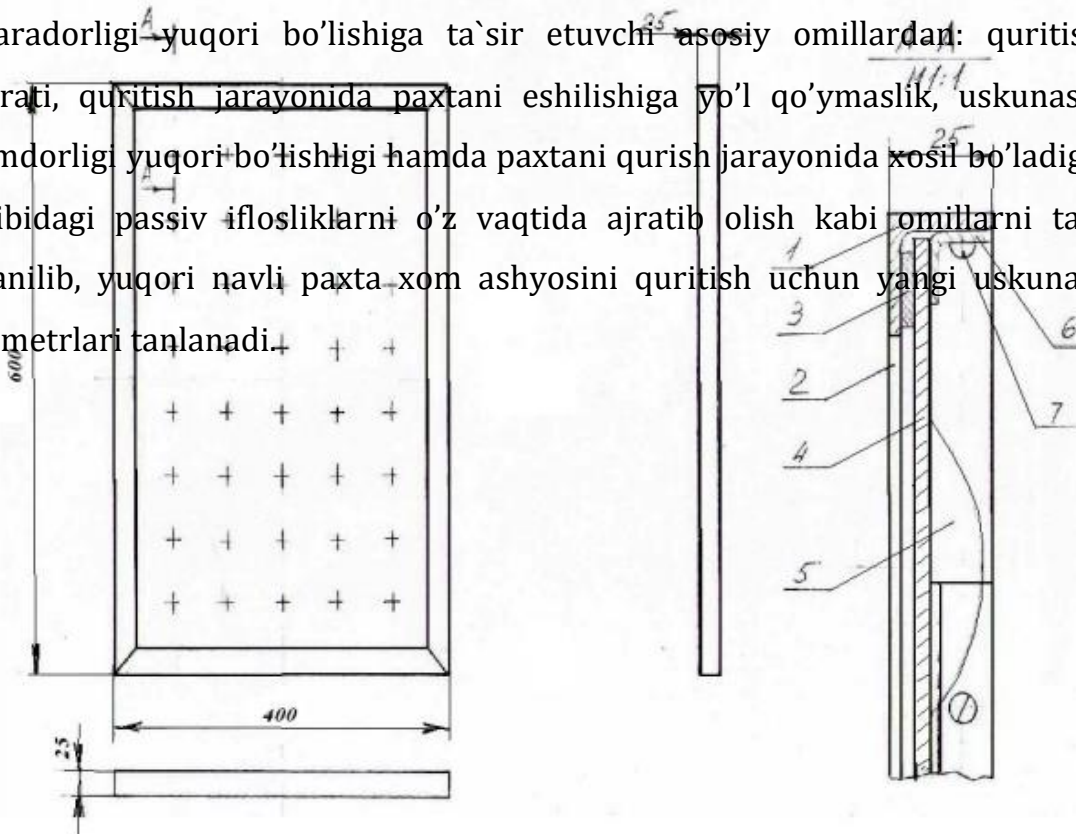 aradorligi yuqori bo’lishiga ta`sir etuvchi asosiy omillardan: quritis
rati, quritish jarayonida paxtani eshilishiga yo’l qo’ymaslik, uskunas
mdorligi yuqori bo’lishligi hamda paxtani qurish jarayonida xosil bo’ladig
ibidagi passiv iflosliklarni o’z vaqtida ajratib olish kabi omillarni ta
anilib, yuqori navli paxta xom ashyosini quritish uchun yangi uskuna
metrlari tanlanadi.
A
A
600
400
25
25
A-A
M1:1
25
1
3
2
4
5
6
7